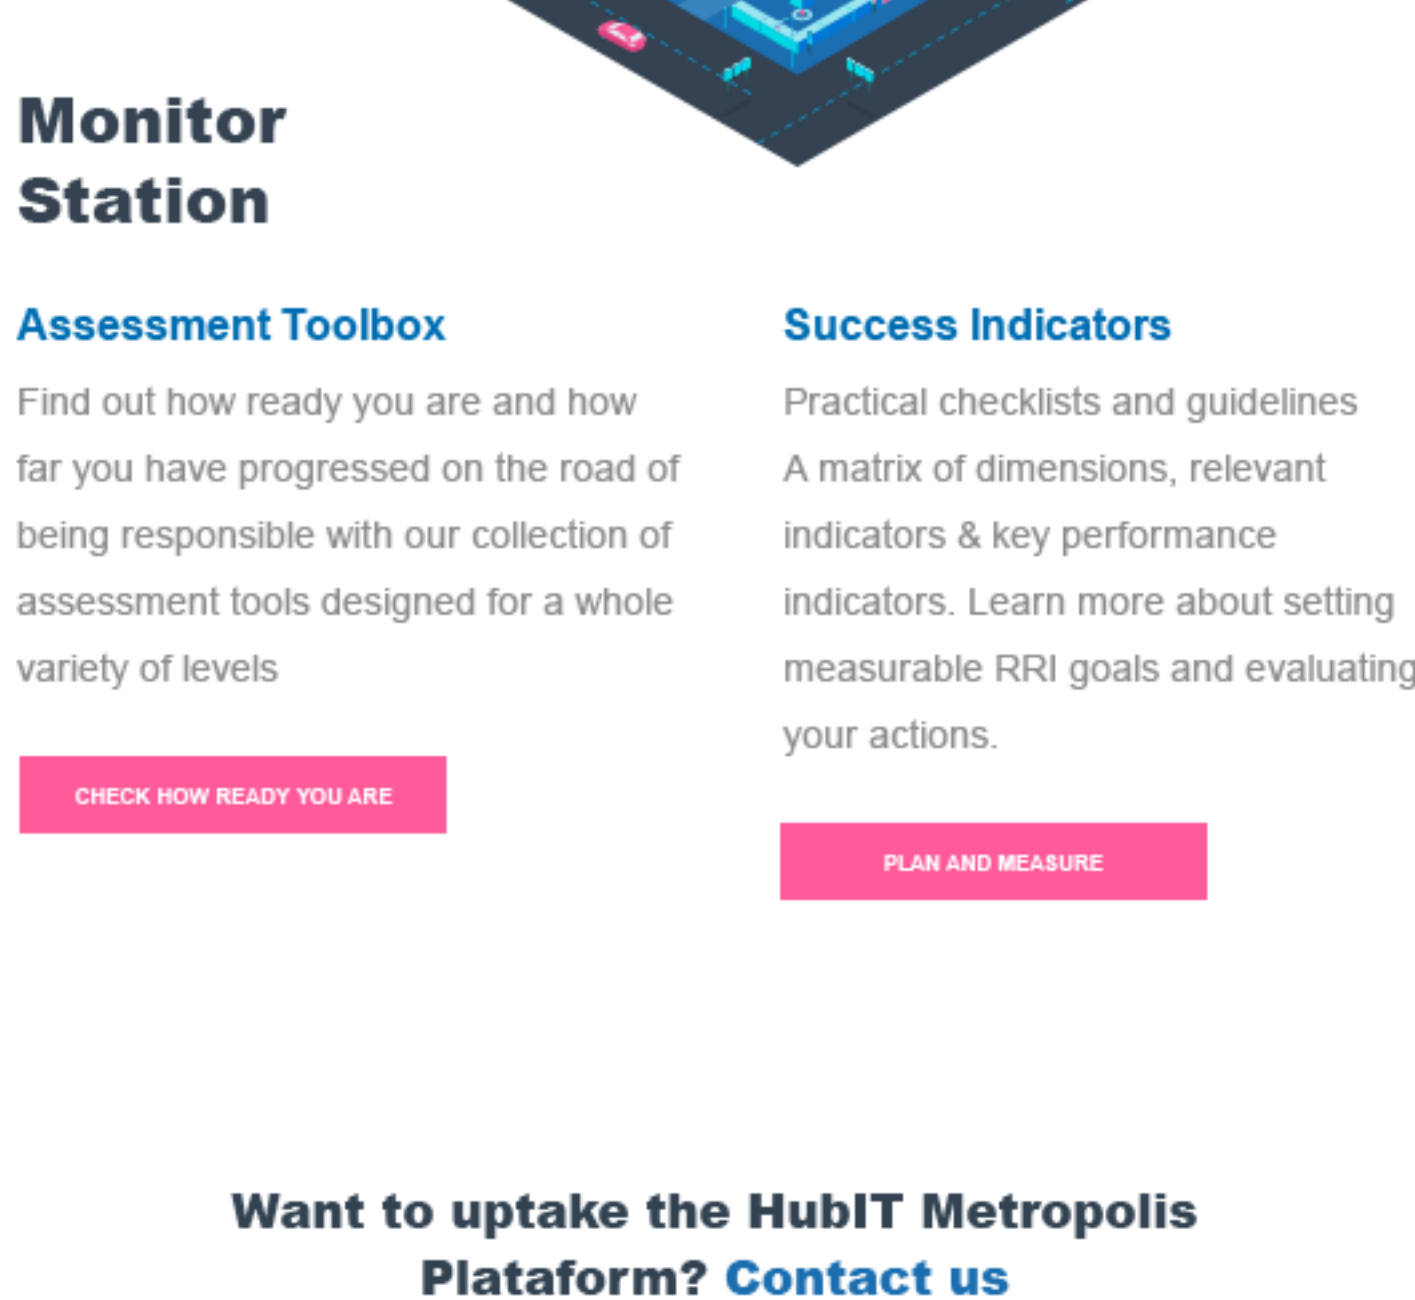 Monitor
Station
Assessment Toolbox
Find out how ready you are and how
far you have progressed on the road of
being responsible with our collection of
assessment tools designed for a whole
variety of levels
CHECK HOW READY YOU ARE
Success Indicators
Practical checklists and guidelines
A matrix of dimensions, relevant
indicators & key performance
indicators. Learn more about setting
measurable RRI goals and evaluating
your actions.
PLAN AND MEASURE
Want to uptake the HubIT Metropolis
Plataform? Contact us